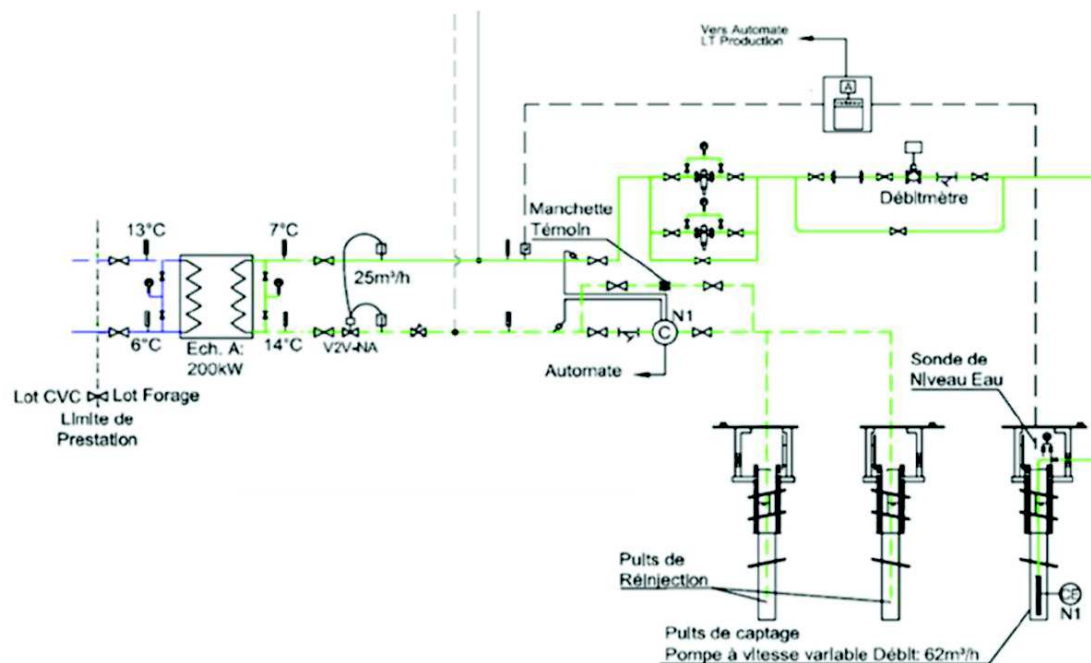 Vers Automate
LT Production
A
Débitmètre
Manchette
Témoin
13°C
7°C
25m³/h
N1
C
6°C
14°C
V2V-NA
Ech. A:
200kW
Automate
Sonde de
Niveau Eau
Lot CVC
Lot Forage
Limite de
Prestation
Puits de
Réinjection
CE
N1
Puits de captage
Pompe à vitesse variable Débit: 62m³/h